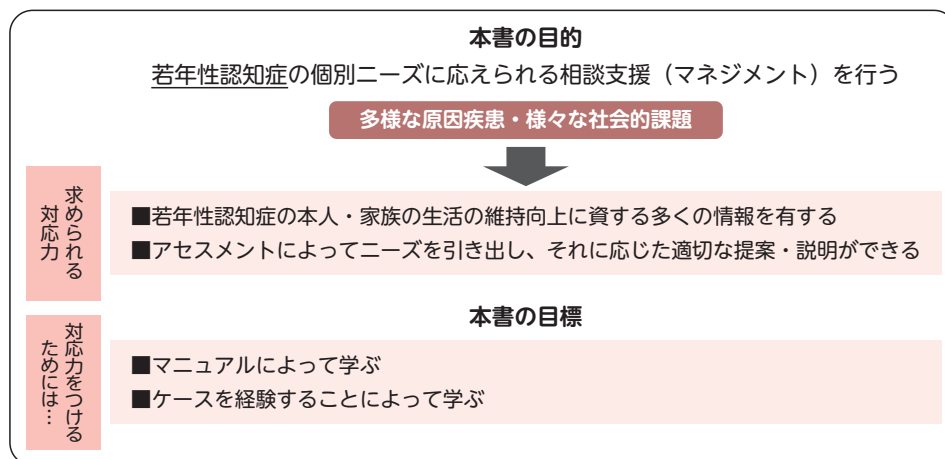 本書の目的
若年性認知症の個別ニーズに応えられる相談支援（マネジメント）を行う
多様な原因疾患・様々な社会的課題
求められる
対応力
■若年性認知症の本人・家族の生活の維持向上に資する多くの情報を有する
■アセスメントによってニーズを引き出し、それに応じた適切な提案・説明ができる
本書の目標
対応力をつける
ためには…
■マニュアルによって学ぶ
■ケースを経験することによって学ぶ